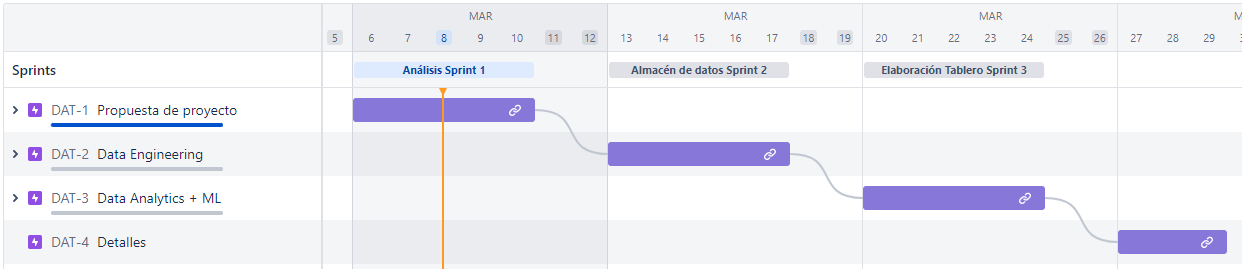 MAR MAR MAR M
5 6 7 8 9 10 11 12 13 14 15 16 17 18 19 20 21 22 23 24 25 26 27 28 29
Sprints Análisis Sprint 1 Almacén de datos Sprint 2 Elaboración Tablero Sprint 3
DAT-1 Propuesta de proyecto
DAT-2 Data Engineering
DAT-3 Data Analytics + ML
DAT-4 Detalles